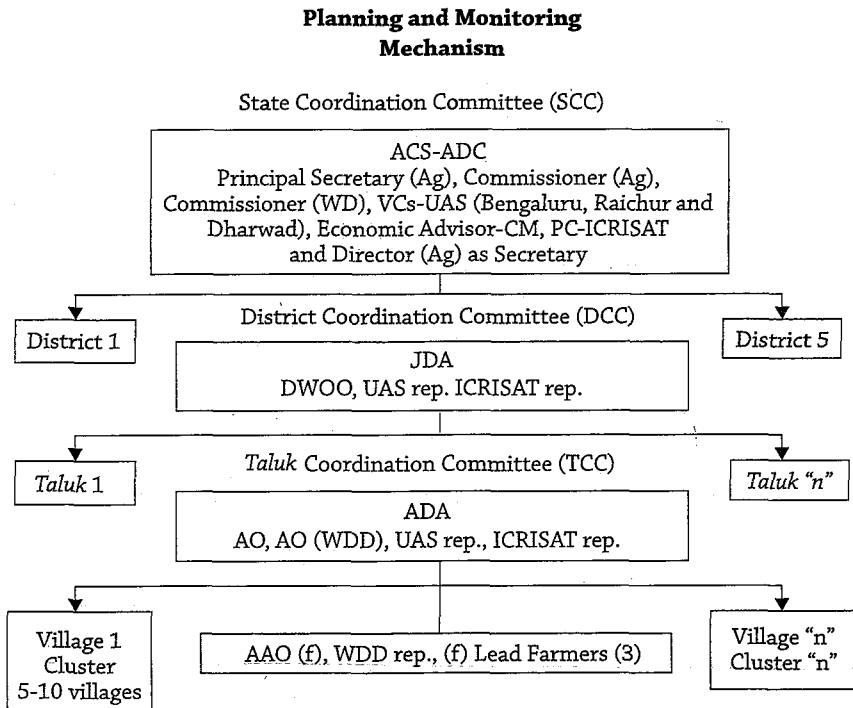 Planning and Monitoring
Mechanism
State Coordination Committee (SCC)
ACS-ADC
Principal Secretary (Ag), Commissioner (Ag),
Commissioner (WD), VCs-UAS (Bengaluru, Raichur and
Dharwad), Economic Advisor-CM, PC-ICRISAT
and Director (Ag) as Secretary
District 1
District Coordination Committee (DCC)
District 5
JDA
DWOO, UAS rep. ICRISAT rep.
Taluk 1
Taluk Coordination Committee (TCC)
Taluk "n"
ADA
AO, AO (WDD), UAS rep., ICRISAT rep.
Village 1
Cluster
5-10 villages
AAO (f), WDD rep., (f) Lead Farmers (3)
Village "n"
Cluster "n"